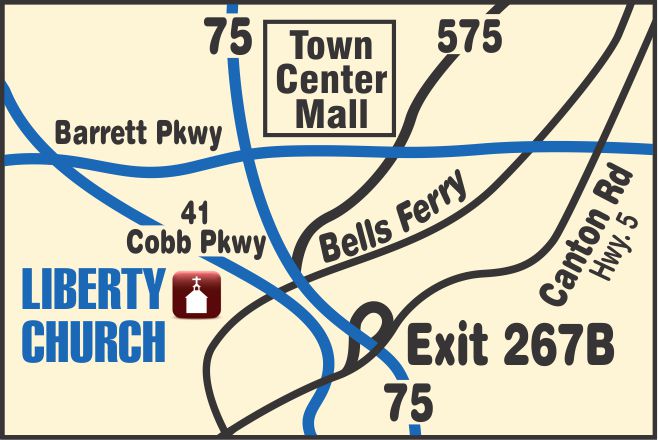 75
Town
Center
Mall
575
Barrett Pkwy
41
Cobb Pkwy
Bells Ferry
Canton Rd
Hwy. 5
LIBERTY
CHURCH
Exit 267B
75